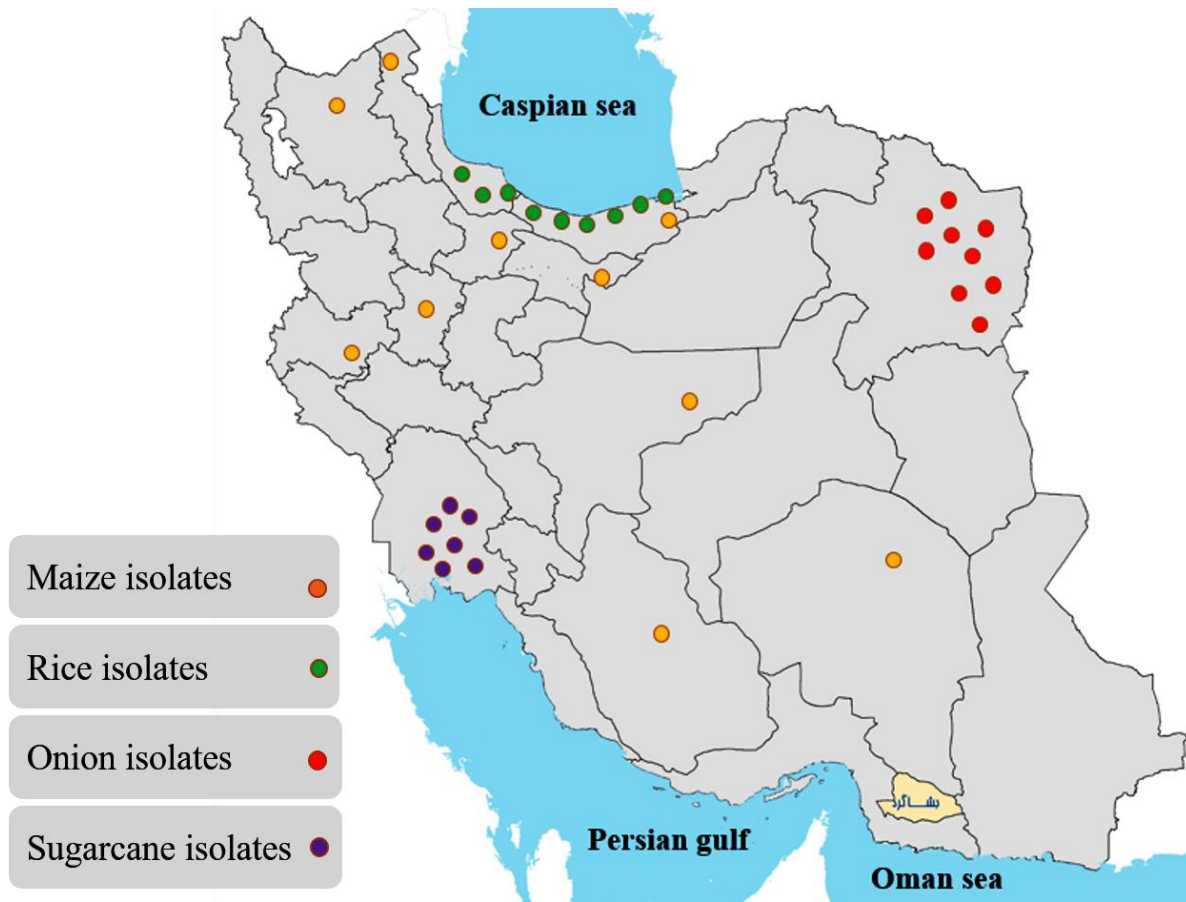 Caspian sea
Maize isolates
Rice isolates
Onion isolates
Sugarcane isolates
بشاگرد
Persian gulf
Oman sea